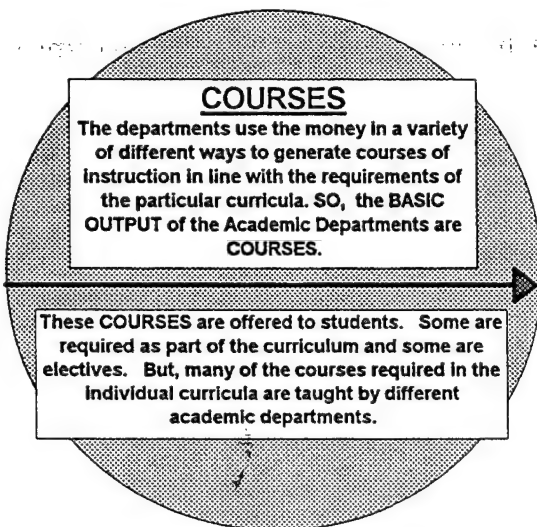 COURSES
The departments use the money in a variety
of different ways to generate courses of
instruction in line with the requirements of
the particular curricula. SO, the BASIC
OUTPUT of the Academic Departments are
COURSES.
These COURSES are offered to students. Some are
required as part of the curriculum and some are
electives. But, many of the courses required in the
individual curricula are taught by different
academic departments.